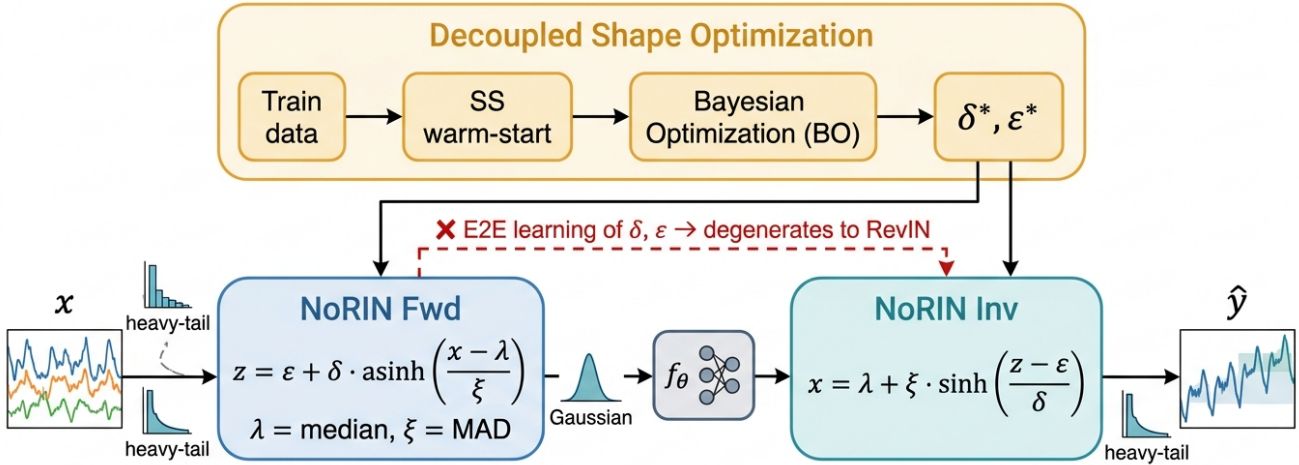 Decoupled Shape Optimization
Train
data
SS
warm-start
Bayesian
Optimization (BO)
δ*, ε*
✘ E2E learning of δ, ε → degenerates to RevIN
x
heavy-tail
heavy-tail
NoRIN Fwd
z = ε + δ · asinh((x − λ)/ξ)
λ = median, ξ = MAD
Gaussian
fθ
NoRIN Inv
x = λ + ξ · sinh((z − ε)/δ)
heavy-tail
ŷ